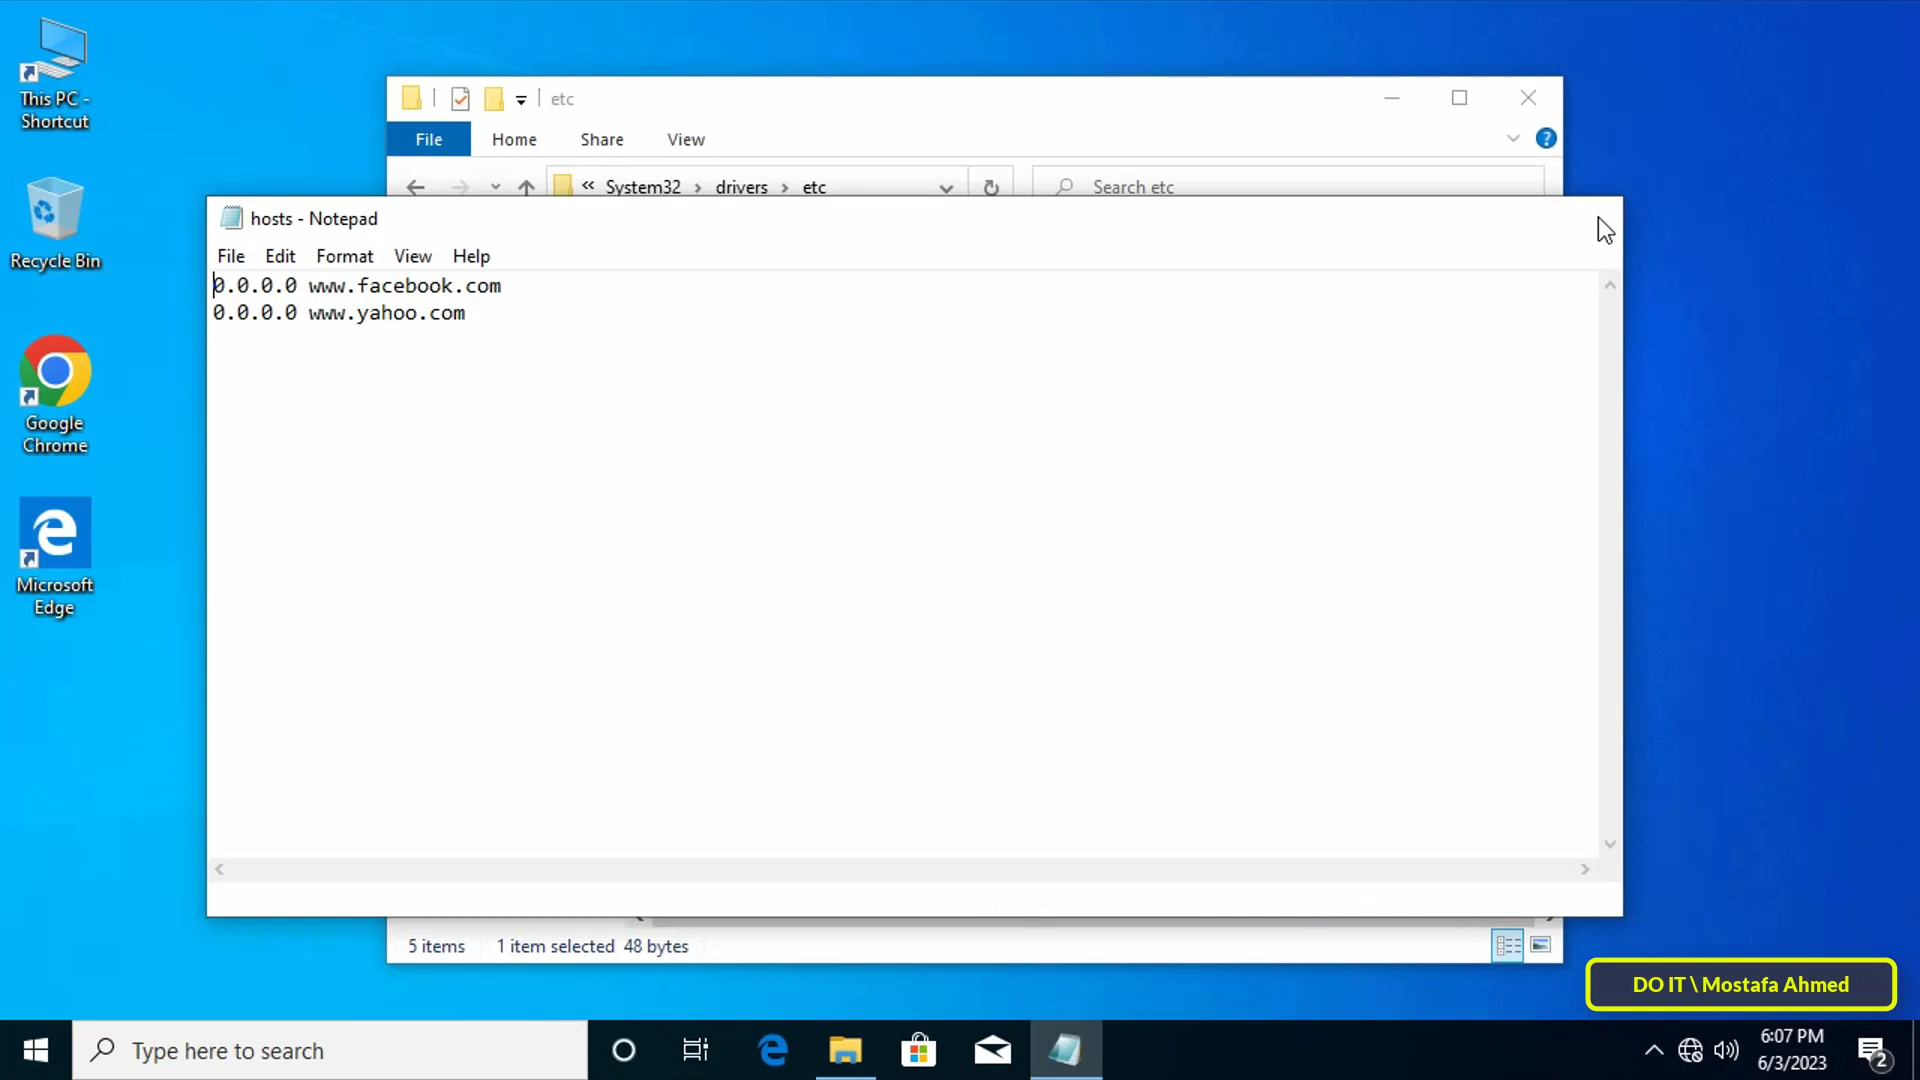 This PC -
Shortcut
Recycle Bin
Google
Chrome
Microsoft
Edge
etc
File Home Share View
« System32 › drivers › etc
Search etc
hosts - Notepad
File Edit Format View Help
0.0.0.0 www.facebook.com
0.0.0.0 www.yahoo.com
5 items 1 item selected 48 bytes
DO IT \ Mostafa Ahmed
Type here to search
6:07 PM
6/3/2023
2